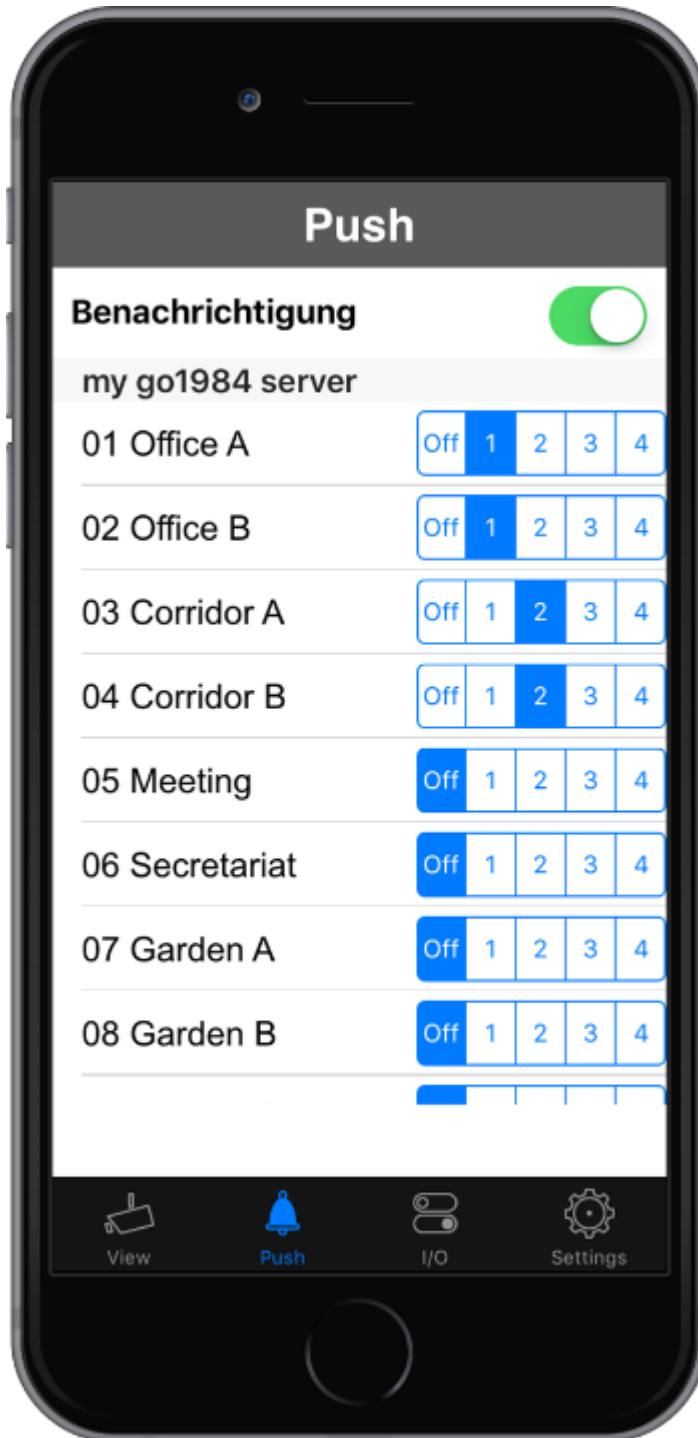 Push
Benachrichtigung
my go1984 server
01 Office A Off 1 2 3 4
02 Office B Off 1 2 3 4
03 Corridor A Off 1 2 3 4
04 Corridor B Off 1 2 3 4
05 Meeting Off 1 2 3 4
06 Secretariat Off 1 2 3 4
07 Garden A Off 1 2 3 4
08 Garden B Off 1 2 3 4
View Push I/O Settings